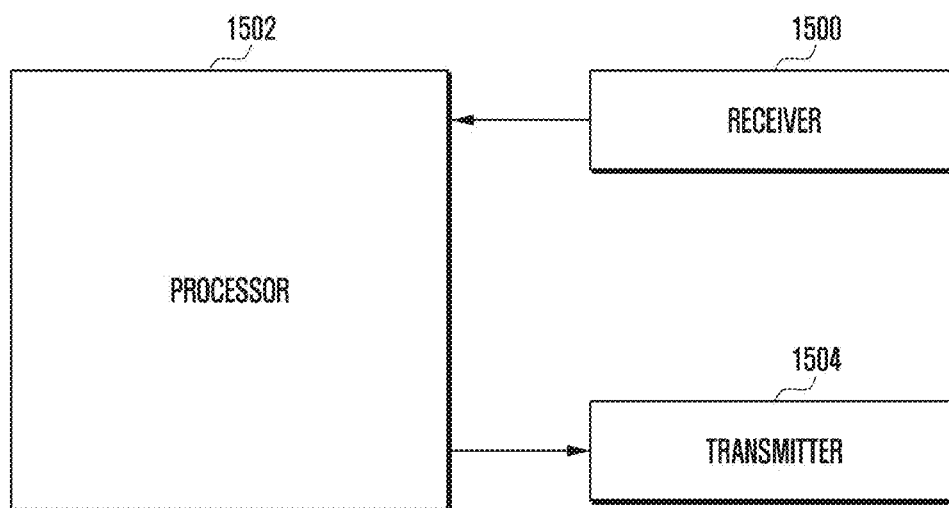 1502
1500
RECEIVER
PROCESSOR
1504
TRANSMITTER